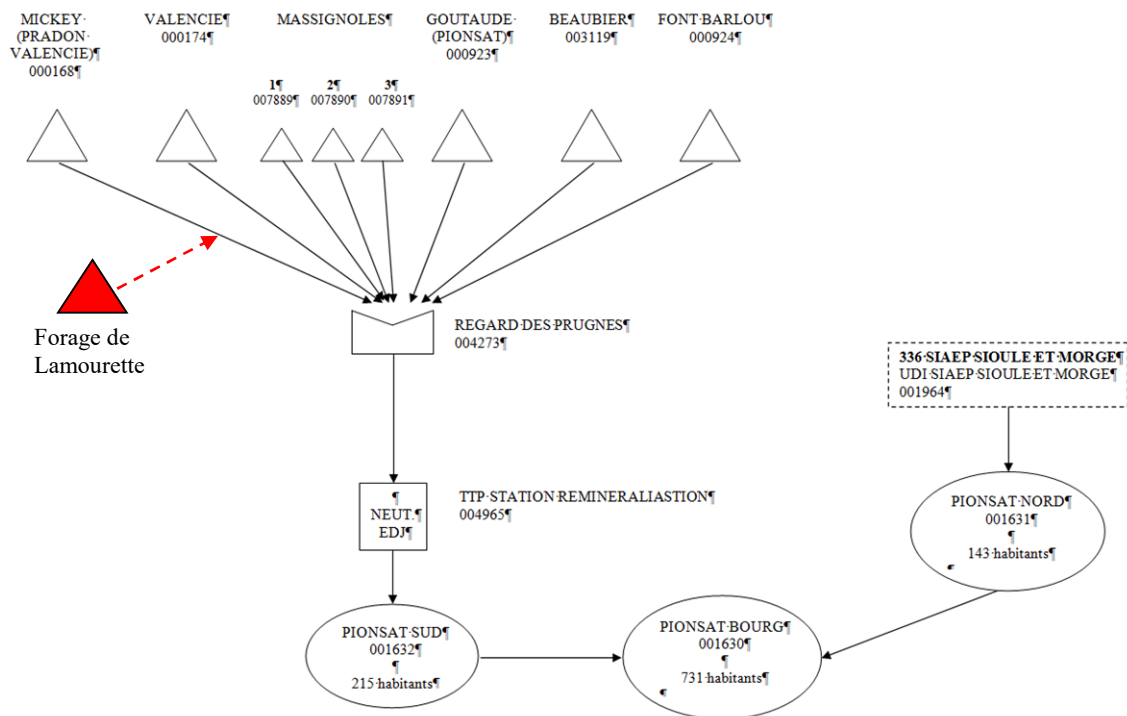 MICKEY·
(PRADON·
VALENCIE)¶
000168¶
VALENCIE¶
000174¶
MASSIGNOLES¶
1¶
007889¶
2¶
007890¶
3¶
007891¶
GOUTAUDE·
(PIONSAT)¶
000923¶
BEAUBIER¶
003119¶
FONT·BARLOU¶
000924¶
Forage de
Lamourette
REGARD·DES·PRUGNES¶
004273¶
336·SIAEP·SIOULE·ET·MORGE¶
UDI·SIAEP·SIOULE·ET·MORGE¶
001964¶
¶
NEUT.¶
EDJ¶
TTP·STATION·REMINERALIASTION¶
004965¶
PIONSAT·NORD¶
001631¶
¶
143·habitants¶
¶
PIONSAT·SUD¶
001632¶
¶
215·habitants¶
PIONSAT·BOURG¶
001630¶
¶
731·habitants¶
¶